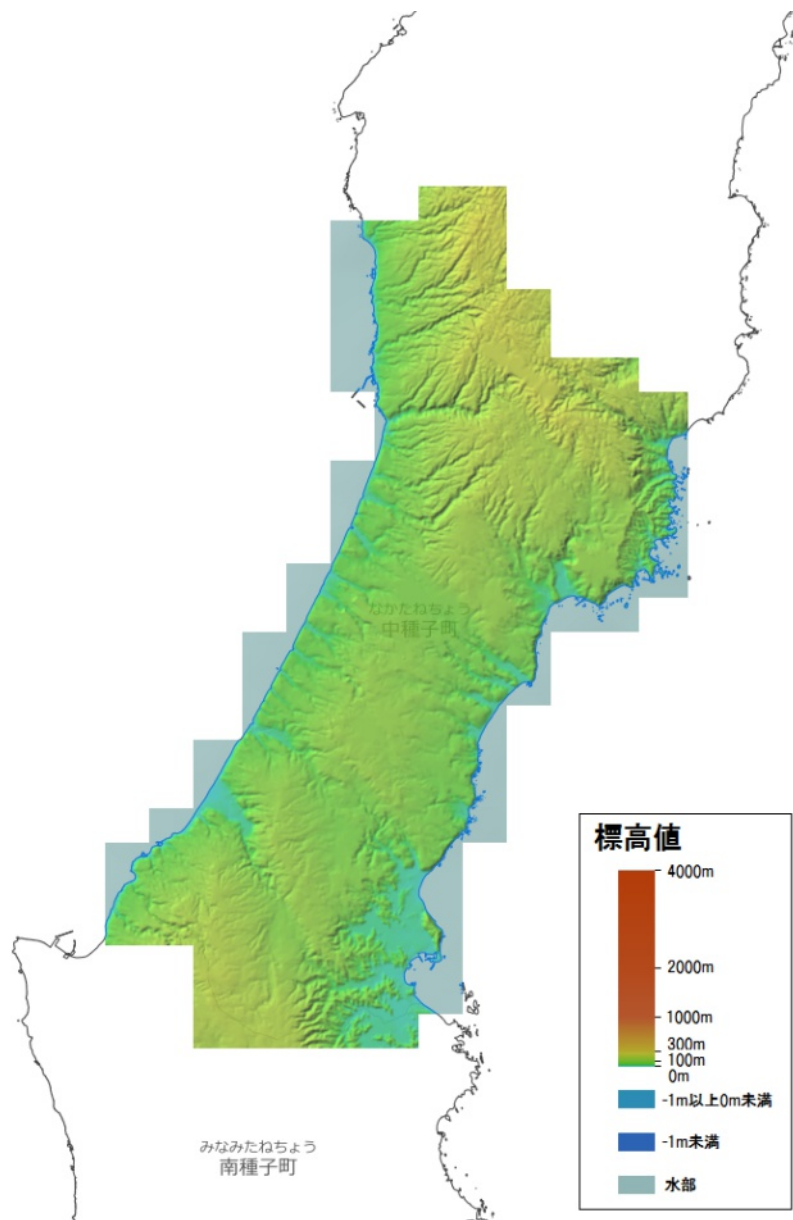 なかたねちょう
中種子町
みなみたねちょう
南種子町
標高値
4000m
2000m
1000m
300m
100m
0m
-1m以上0m未満
-1m未満
水部